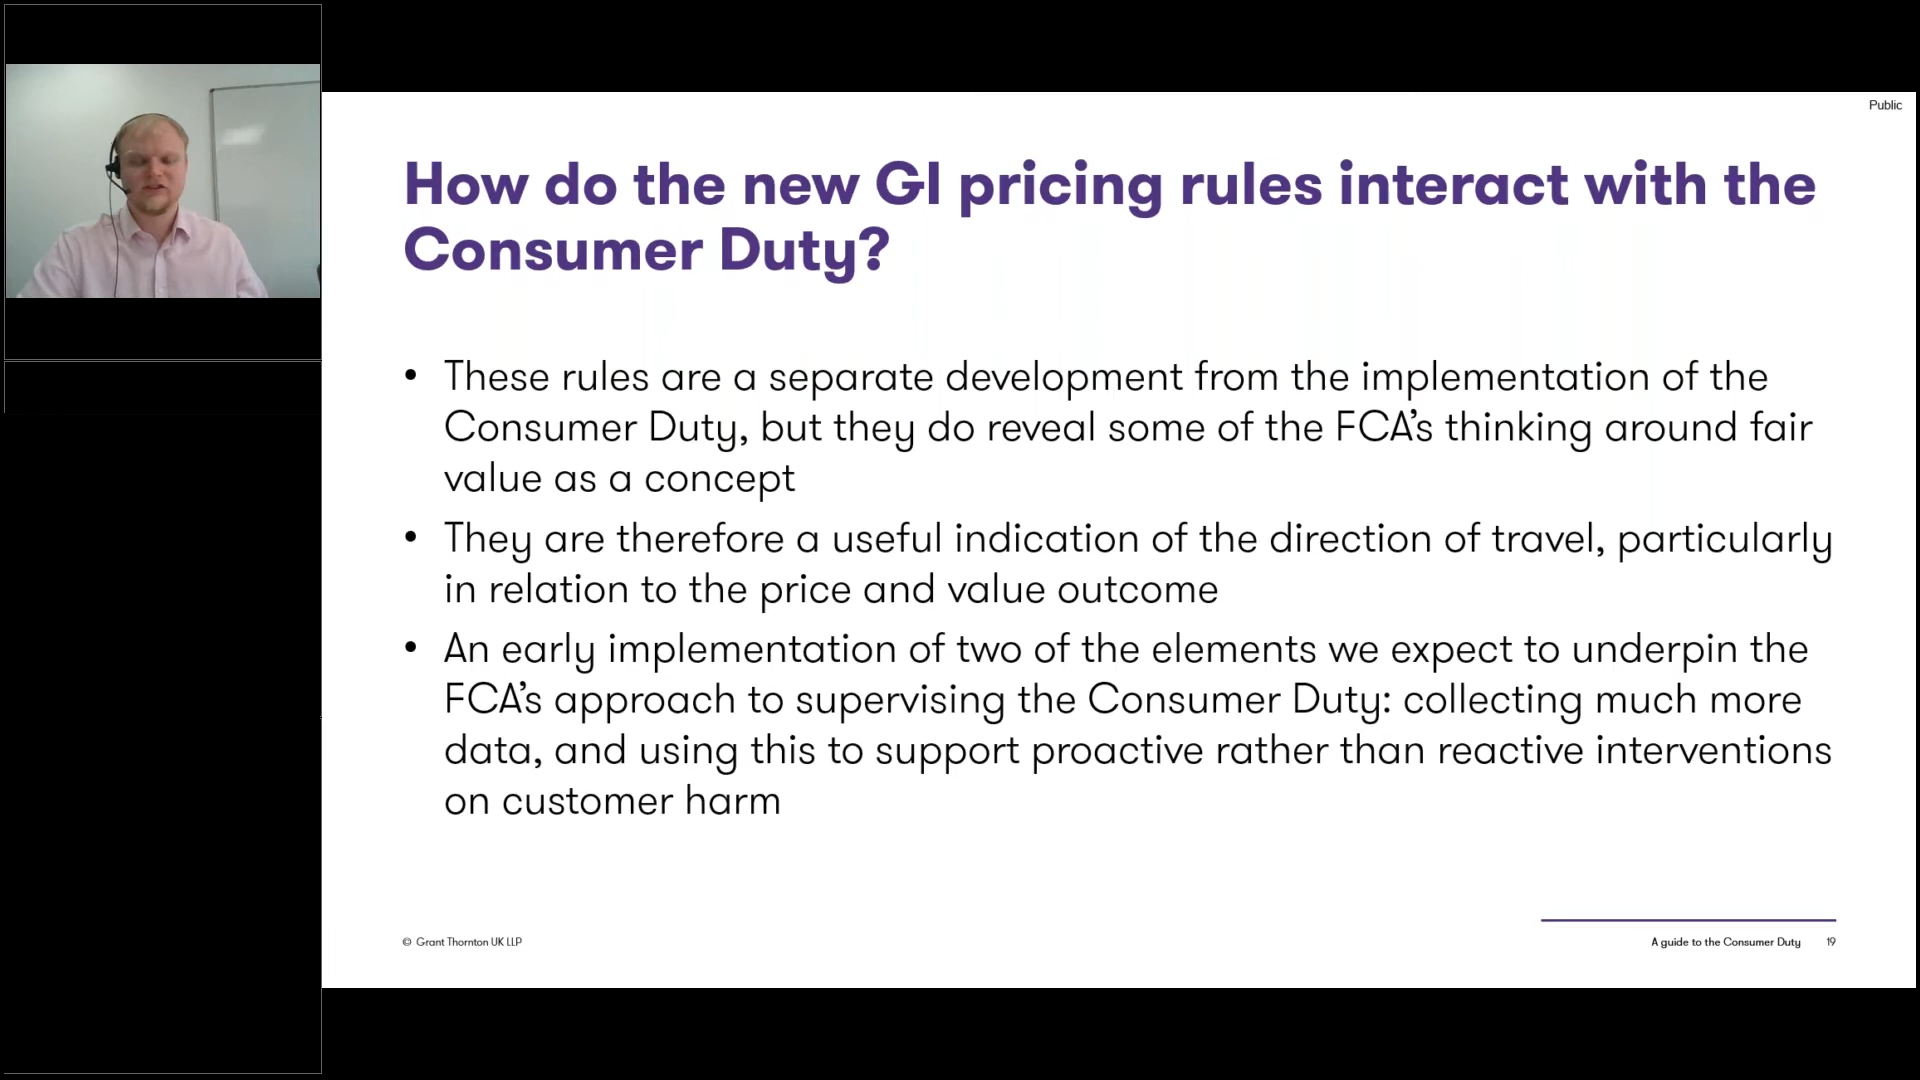 Public
How do the new GI pricing rules interact with the
Consumer Duty?
• These rules are a separate development from the implementation of the
Consumer Duty, but they do reveal some of the FCA’s thinking around fair
value as a concept
• They are therefore a useful indication of the direction of travel, particularly
in relation to the price and value outcome
• An early implementation of two of the elements we expect to underpin the
FCA’s approach to supervising the Consumer Duty: collecting much more
data, and using this to support proactive rather than reactive interventions
on customer harm
© Grant Thornton UK LLP
A guide to the Consumer Duty 19